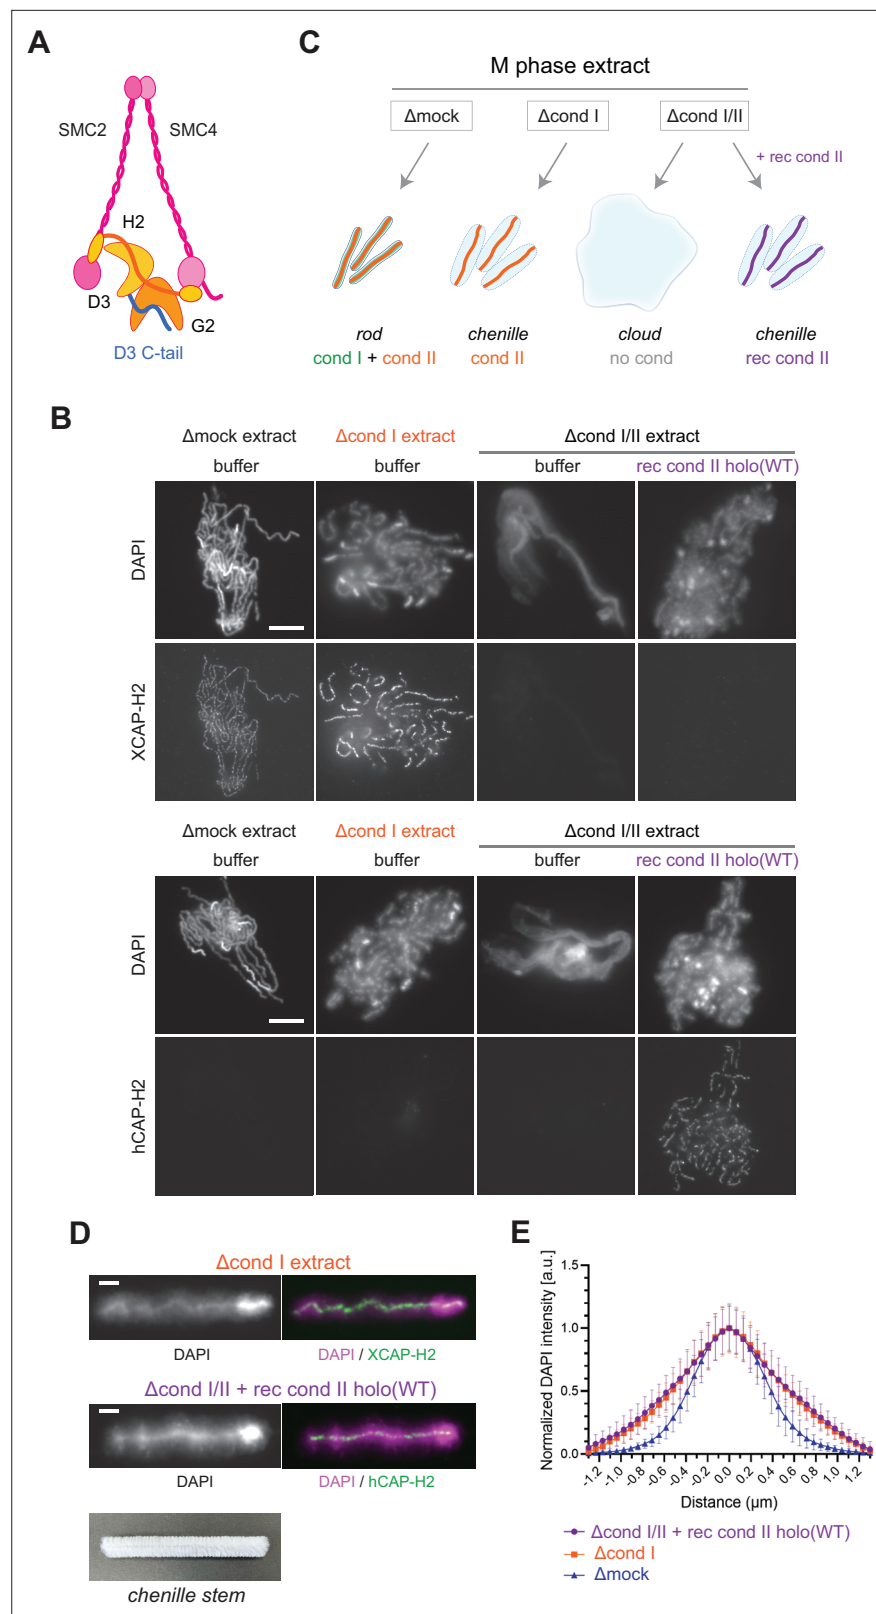 A
SMC2
SMC4
H2
D3
G2
D3 C-tail
C
M phase extract
Δmock
Δcond I
Δcond I/II
+ rec cond II
rod
chenille
cloud
chenille
cond I + cond II
cond II
no cond
rec cond II
B
Δmock extract
Δcond I extract
Δcond I/II extract
buffer
buffer
buffer
rec cond II holo(WT)
DAPI
XCAP-H2
Δmock extract
Δcond I extract
Δcond I/II extract
buffer
buffer
buffer
rec cond II holo(WT)
DAPI
hCAP-H2
D
Δcond I extract
DAPI
DAPI / XCAP-H2
Δcond I/II + rec cond II holo(WT)
DAPI
DAPI / hCAP-H2
chenille stem
E
Normalized DAPI intensity [a.u.]
1.5
1.0
0.5
0.0
-1.2
-1.0
-0.8
-0.6
-0.4
-0.2
0.0
0.2
0.4
0.6
0.8
1.0
1.2
Distance (µm)
Δcond I/II + rec cond II holo(WT)
Δcond I
Δmock